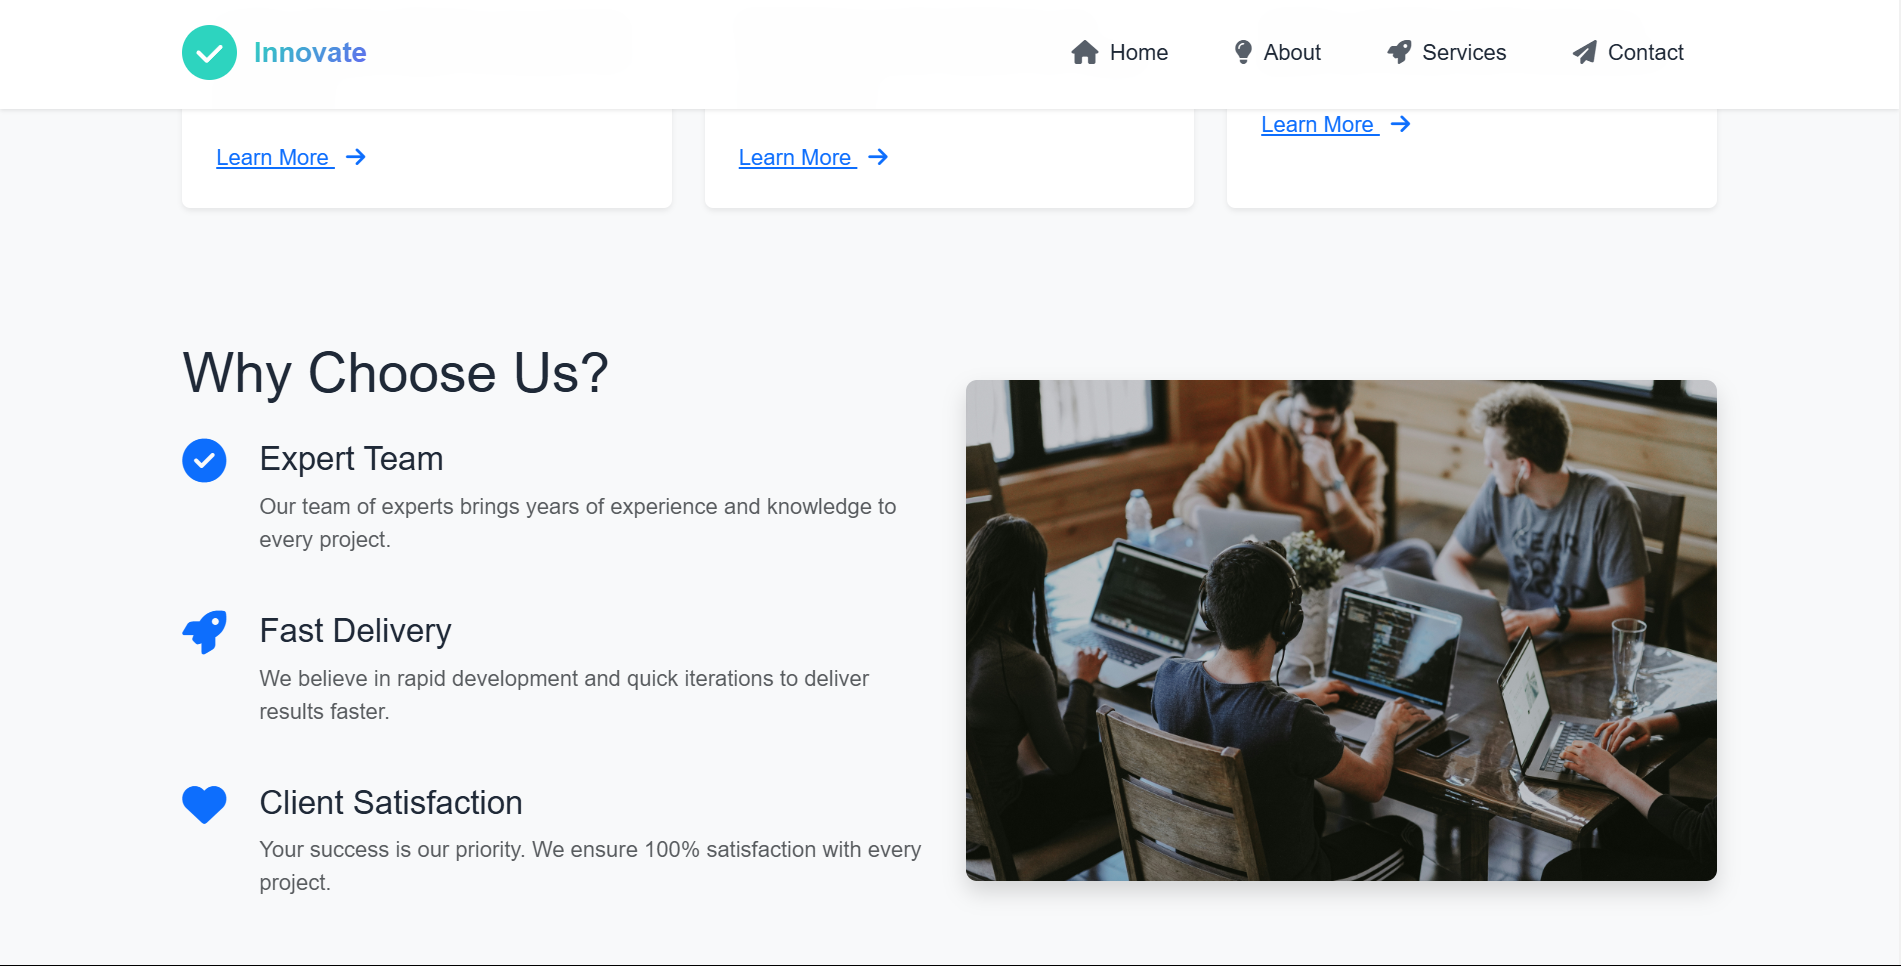 Innovate
Home
About
Services
Contact
Learn More
Learn More
Learn More
Why Choose Us?
Expert Team
Our team of experts brings years of experience and knowledge to
every project.
Fast Delivery
We believe in rapid development and quick iterations to deliver
results faster.
Client Satisfaction
Your success is our priority. We ensure 100% satisfaction with every
project.